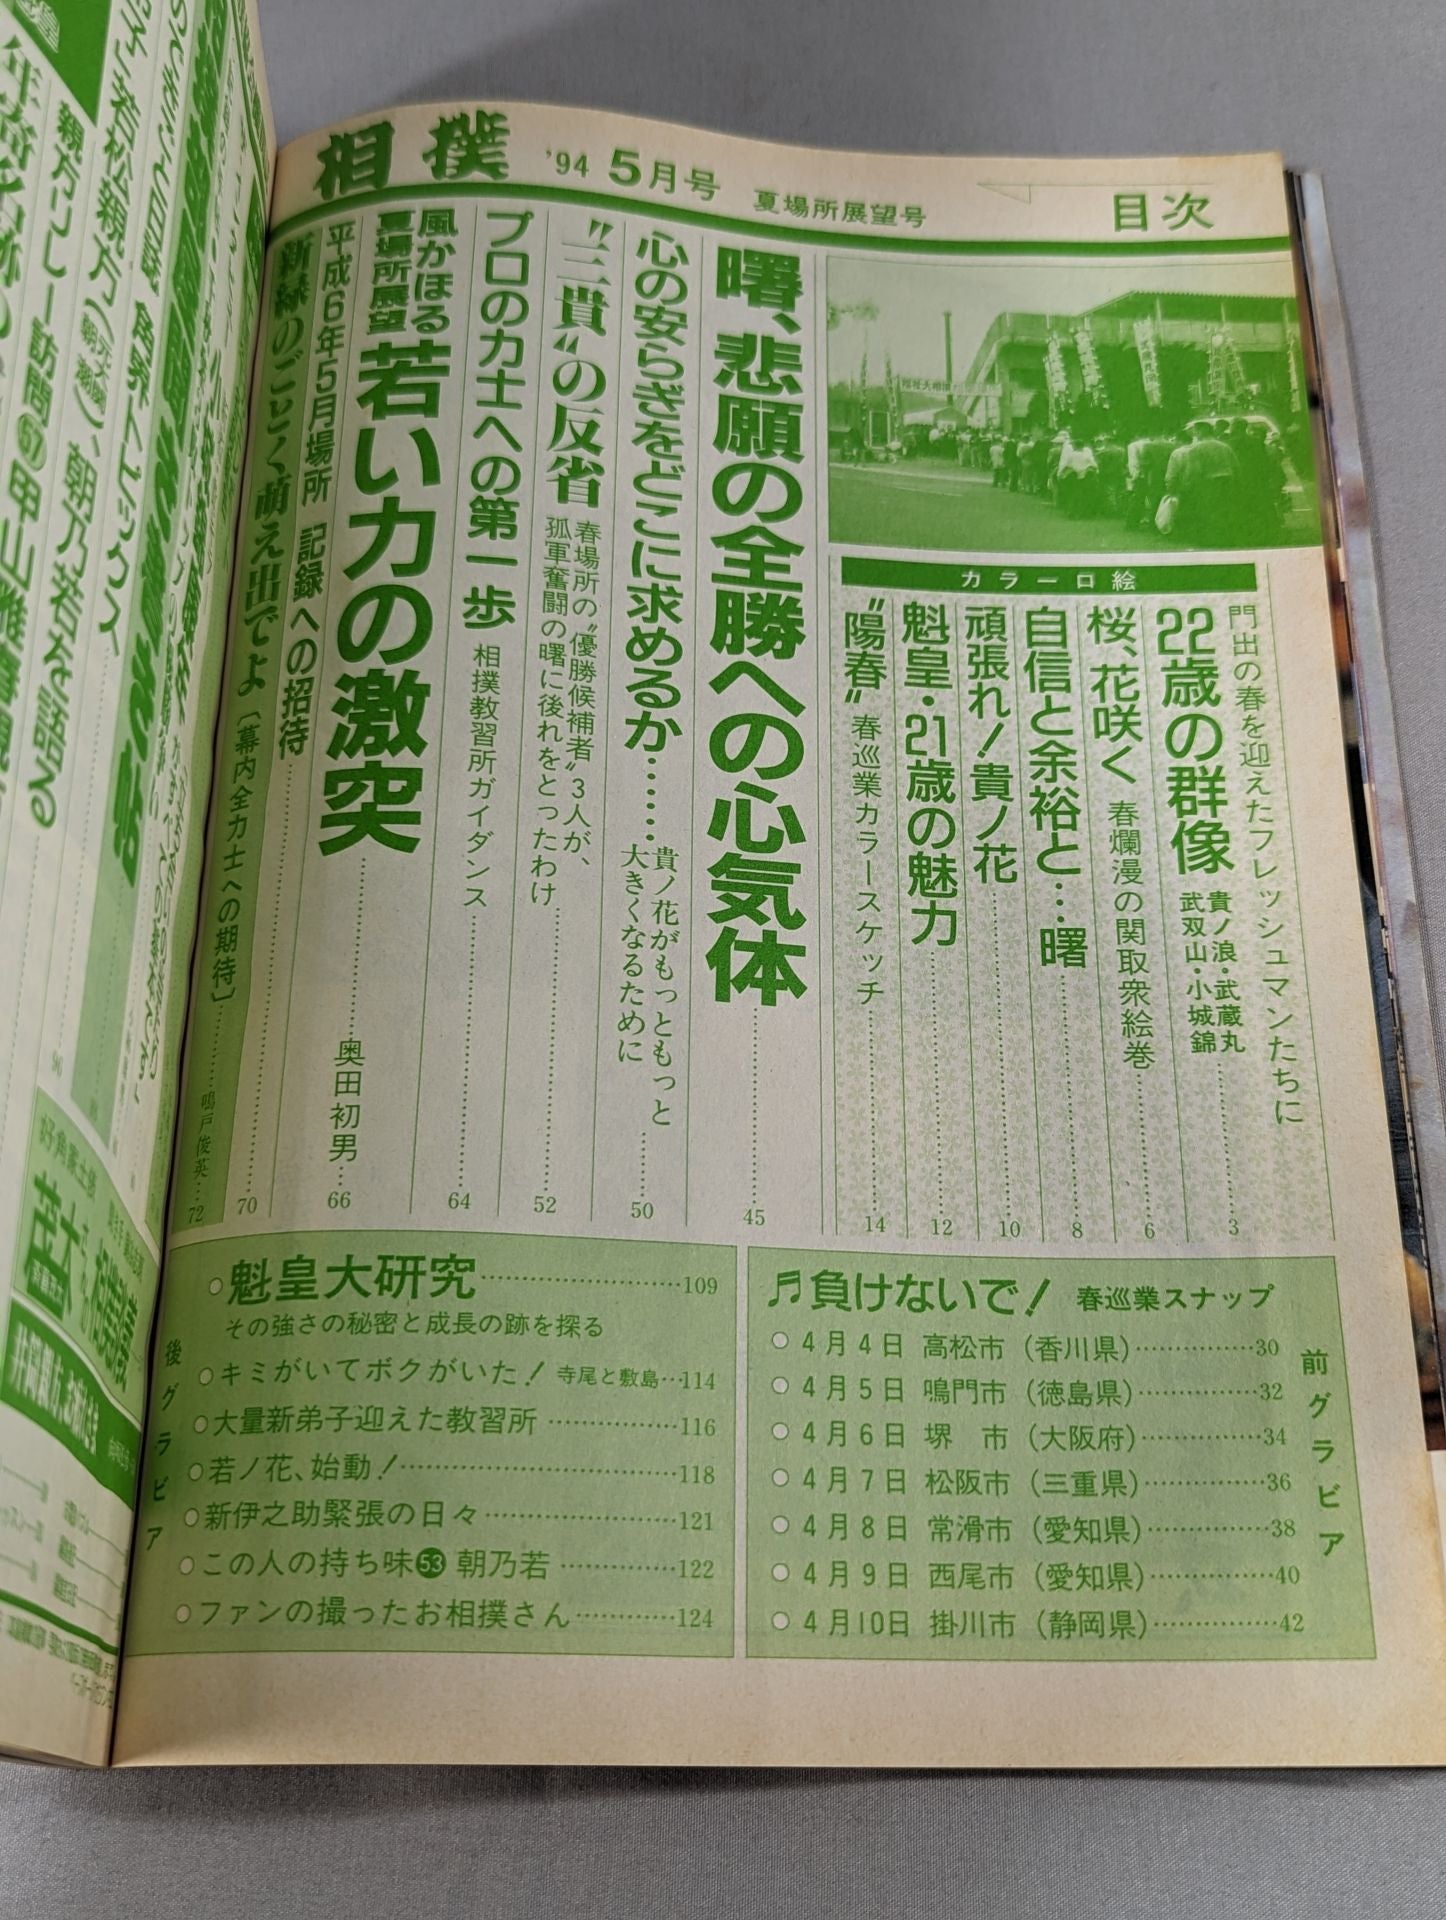 相撲 '94 5月号 夏場所展望号
目次
カラー口絵
門出の春を迎えたフレッシュマンたちに
22歳の群像 貴ノ浪・武蔵丸 武双山・小城錦……3
桜、花咲く 春爛漫の関取衆絵巻……6
自信と余裕と…曙……8
頑張れ！貴ノ花……10
魁皇・21歳の魅力……12
〝陽春〟春巡業カラースケッチ……14
曙、悲願の全勝への心気体……45
心の安らぎをどこに求めるか……貴ノ花がもっともっと大きくなるために……50
〝三貴〟の反省 春場所の〝優勝候補者〟3人が、孤軍奮闘の曙に後れをとったわけ……52
プロの力士への第一歩 相撲教習所ガイダンス……64
風かほる夏場所展望 若い力の激突……奥田初男…66
平成6年5月場所 記録への招待……70
新緑のごとく萌え出でよ〔幕内全力士への期待〕……鳴戸俊英…72
♬負けないで！ 春巡業スナップ
前グラビア
○4月4日 高松市（香川県）……30
○4月5日 鳴門市（徳島県）……32
○4月6日 堺　市（大阪府）……34
○4月7日 松阪市（三重県）……36
○4月8日 常滑市（愛知県）……38
○4月9日 西尾市（愛知県）……40
○4月10日 掛川市（静岡県）……42
後グラビア
○魁皇大研究……109
その強さの秘密と成長の跡を探る
○キミがいてボクがいた！ 寺尾と敷島…114
○大量新弟子迎えた教習所……116
○若ノ花、始動！……118
○新伊之助緊張の日々……121
○この人の持ち味53 朝乃若……122
○ファンの撮ったお相撲さん……124
角界トピックス
若松親方（元大関朝潮）、朝乃若を語る
親方リレー訪問67